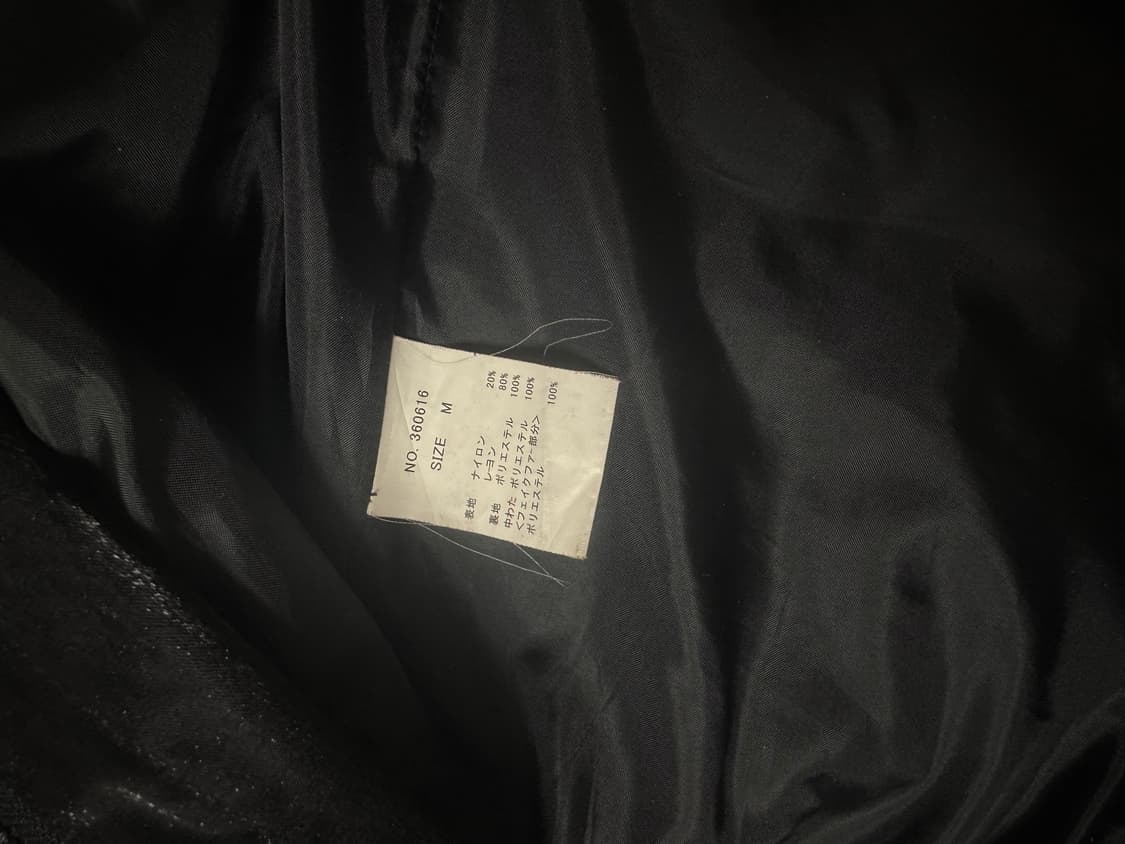 NO. 360616
SIZE M
表地 ナイロン 20%
レーヨン 80%
裏地 ポリエステル 100%
中わた ポリエステル 100%
<フェイクファー部分>
ポリエステル 100%